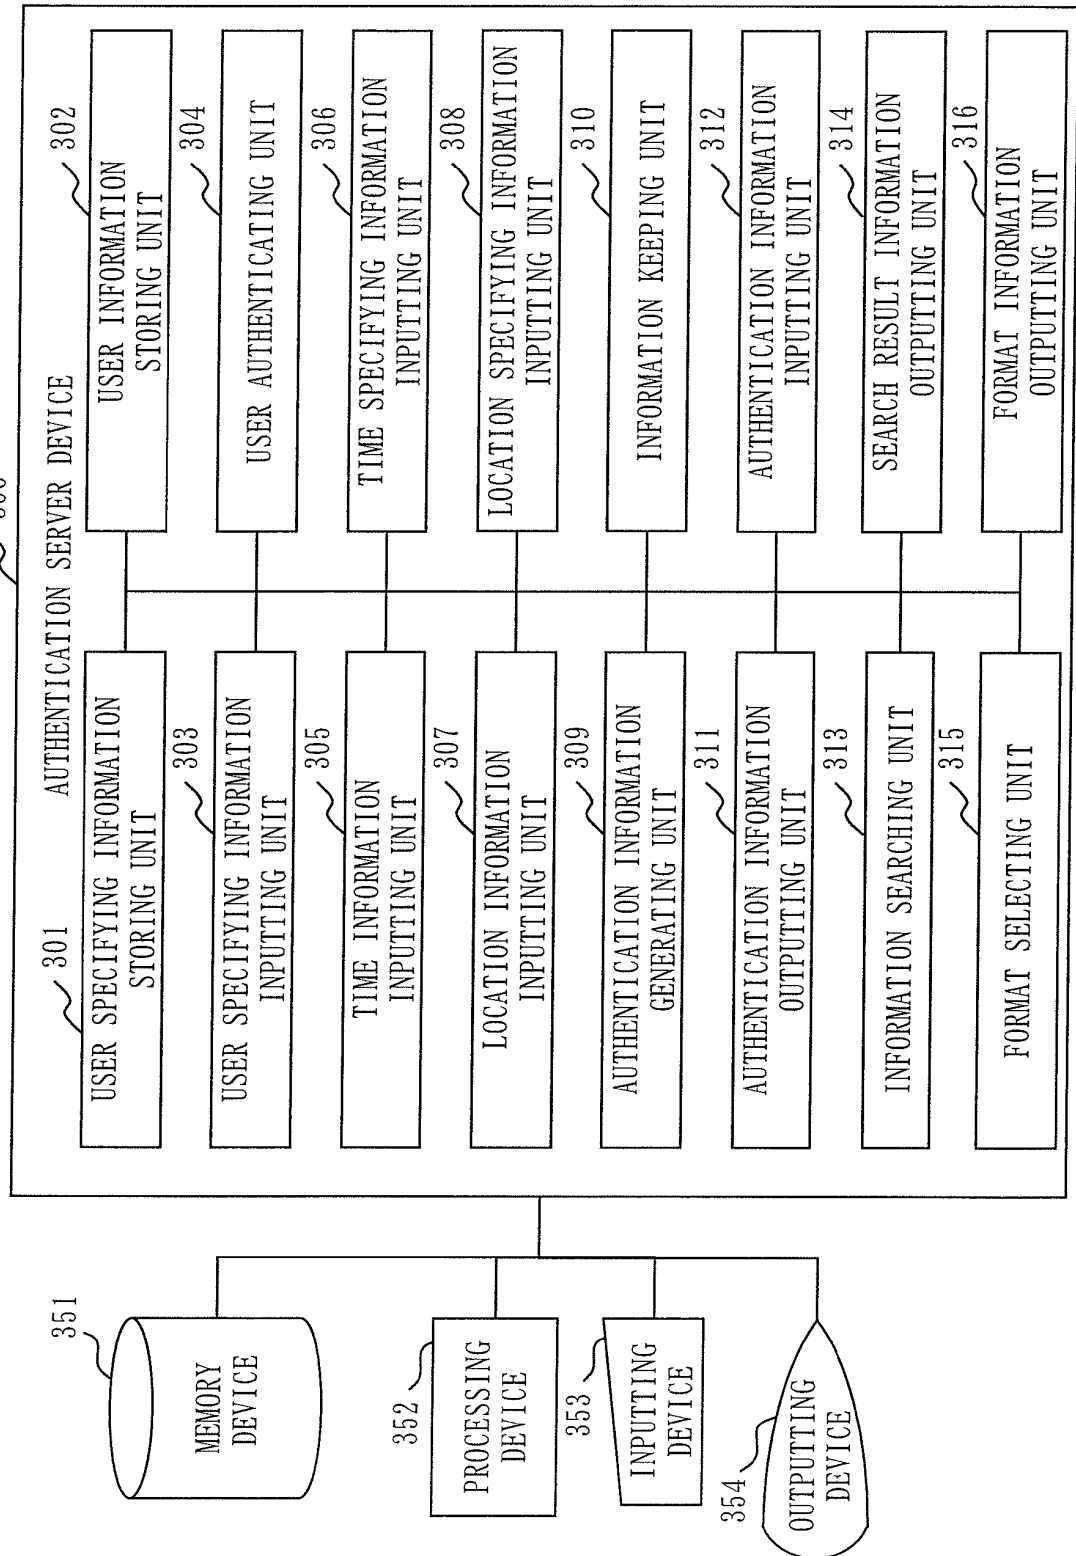 AUTHENTICATION SERVER DEVICE
301
USER SPECIFYING INFORMATION
STORING UNIT
302
USER INFORMATION
STORING UNIT
303
USER SPECIFYING INFORMATION
INPUTTING UNIT
304
USER AUTHENTICATING UNIT
305
TIME INFORMATION
INPUTTING UNIT
306
TIME SPECIFYING INFORMATION
INPUTTING UNIT
307
LOCATION INFORMATION
INPUTTING UNIT
308
LOCATION SPECIFYING INFORMATION
INPUTTING UNIT
309
AUTHENTICATION INFORMATION
GENERATING UNIT
310
INFORMATION KEEPING UNIT
311
AUTHENTICATION INFORMATION
OUTPUTTING UNIT
312
AUTHENTICATION INFORMATION
INPUTTING UNIT
313
INFORMATION SEARCHING UNIT
314
SEARCH RESULT INFORMATION
OUTPUTTING UNIT
315
FORMAT SELECTING UNIT
316
FORMAT INFORMATION
OUTPUTTING UNIT
351
MEMORY
DEVICE
352
PROCESSING
DEVICE
353
INPUTTING
DEVICE
354
OUTPUTTING
DEVICE